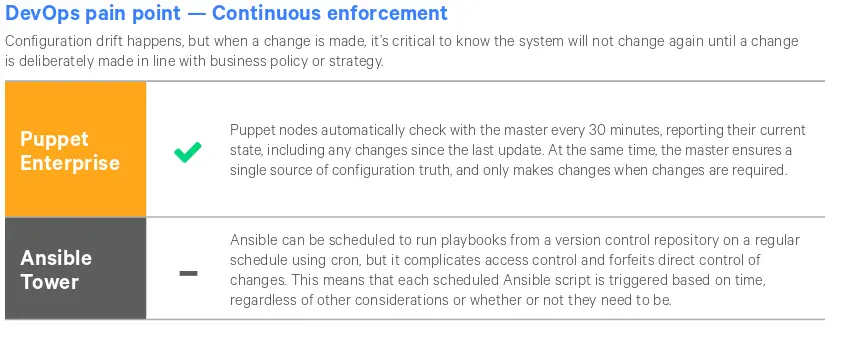 DevOps pain point — Continuous enforcement
Configuration drift happens, but when a change is made, it's critical to know the system will not change again until a change
is deliberately made in line with business policy or strategy.
Puppet
Enterprise
Puppet nodes automatically check with the master every 30 minutes, reporting their current
state, including any changes since the last update. At the same time, the master ensures a
single source of configuration truth, and only makes changes when changes are required.
Ansible
Tower
Ansible can be scheduled to run playbooks from a version control repository on a regular
schedule using cron, but it complicates access control and forfeits direct control of
changes. This means that each scheduled Ansible script is triggered based on time,
regardless of other considerations or whether or not they need to be.